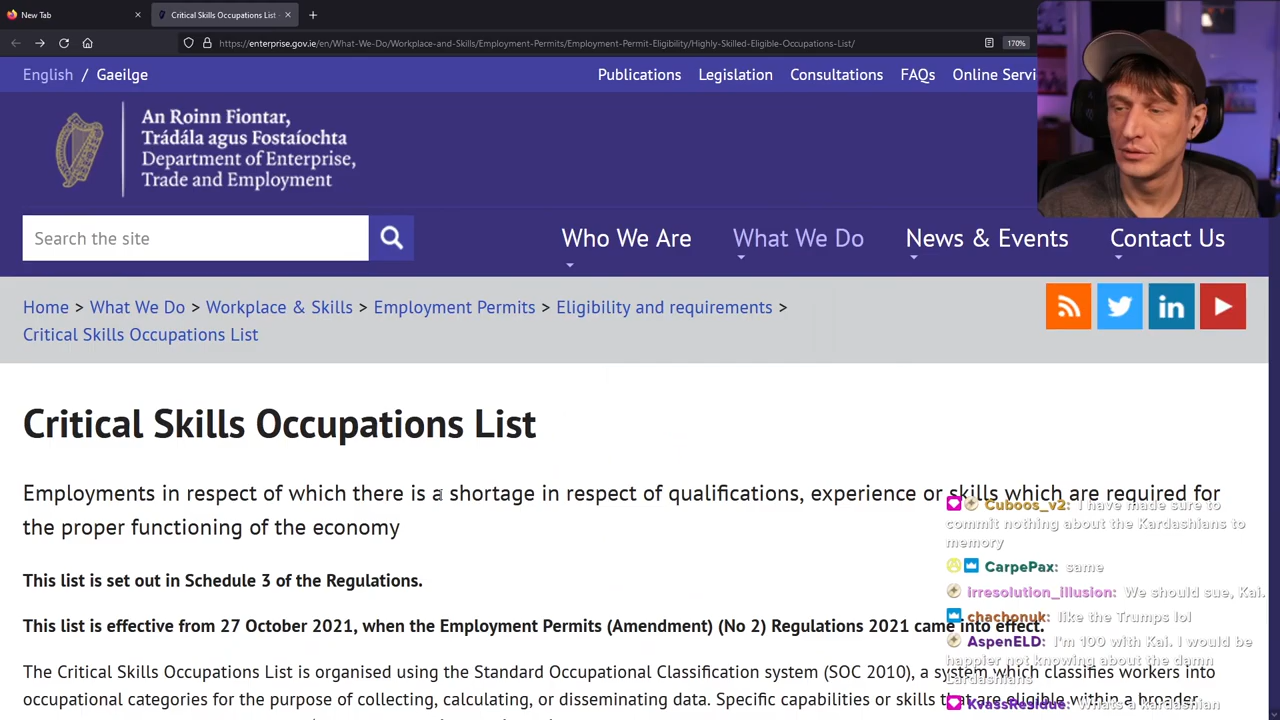 New Tab
Critical Skills Occupations List
https://enterprise.gov.ie/en/What-We-Do/Workplace-and-Skills/Employment-Permits/Employment-Permit-Eligibility/Highly-Skilled-Eligible-Occupations-List/
170%
English / Gaeilge
Publications Legislation Consultations FAQs Online Servi
An Roinn Fiontar,
Trádála agus Fostaíochta
Department of Enterprise,
Trade and Employment
Search the site
Who We Are What We Do News & Events Contact Us
Home > What We Do > Workplace & Skills > Employment Permits > Eligibility and requirements >
Critical Skills Occupations List
Critical Skills Occupations List
Employments in respect of which there is a shortage in respect of qualifications, experience or skills which are required for
the proper functioning of the economy
This list is set out in Schedule 3 of the Regulations.
This list is effective from 27 October 2021, when the Employment Permits (Amendment) (No 2) Regulations 2021 came into effect.
The Critical Skills Occupations List is organised using the Standard Occupational Classification system (SOC 2010), a system which classifies workers into
occupational categories for the purpose of collecting, calculating, or disseminating data. Specific capabilities or skills that are eligible within a broader
Cuboos_v2: I have made sure to
commit nothing about the Kardashians to
memory
CarpePax: same
irresolution_illusion: We should sue, Kai.
chachonuk: like the Trumps lol
AspenELD: I'm 100 with Kai. I would be
happier not knowing about the damn
KvassResidue: whats a kardashian